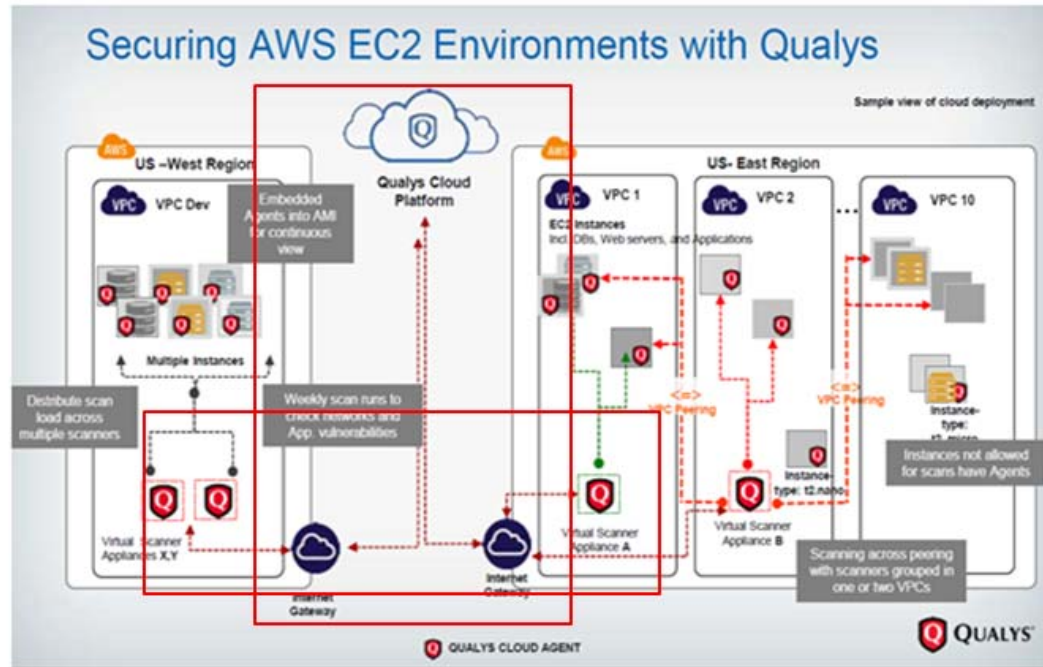 Securing AWS EC2 Environments with Qualys
Sample view of cloud deployment
AWS
US –West Region
VPC
VPC Dev
Embedded
Agents into AMI
for continuous
view
Multiple Instances
Distribute scan
load across
multiple scanners
Weekly scan runs to
check networks and
App. vulnerabilities
Virtual Scanner
Appliances X,Y
Internet
Gateway
Q
Qualys Cloud
Platform
AWS
US- East Region
VPC
VPC 1
EC2 Instances
Incl. DBs, Web servers, and Applications
Virtual Scanner
Appliance A
Internet
Gateway
VPC
VPC 2
<=>
VPC Peering
Instance-
type: t2.nano
Virtual Scanner
Appliance B
...
VPC
VPC 10
<=>
VPC Peering
Instance-
type:
t2.micro
Instances not allowed
for scans have Agents
Scanning across peering
with scanners grouped in
one or two VPCs
QUALYS CLOUD AGENT
QUALYS